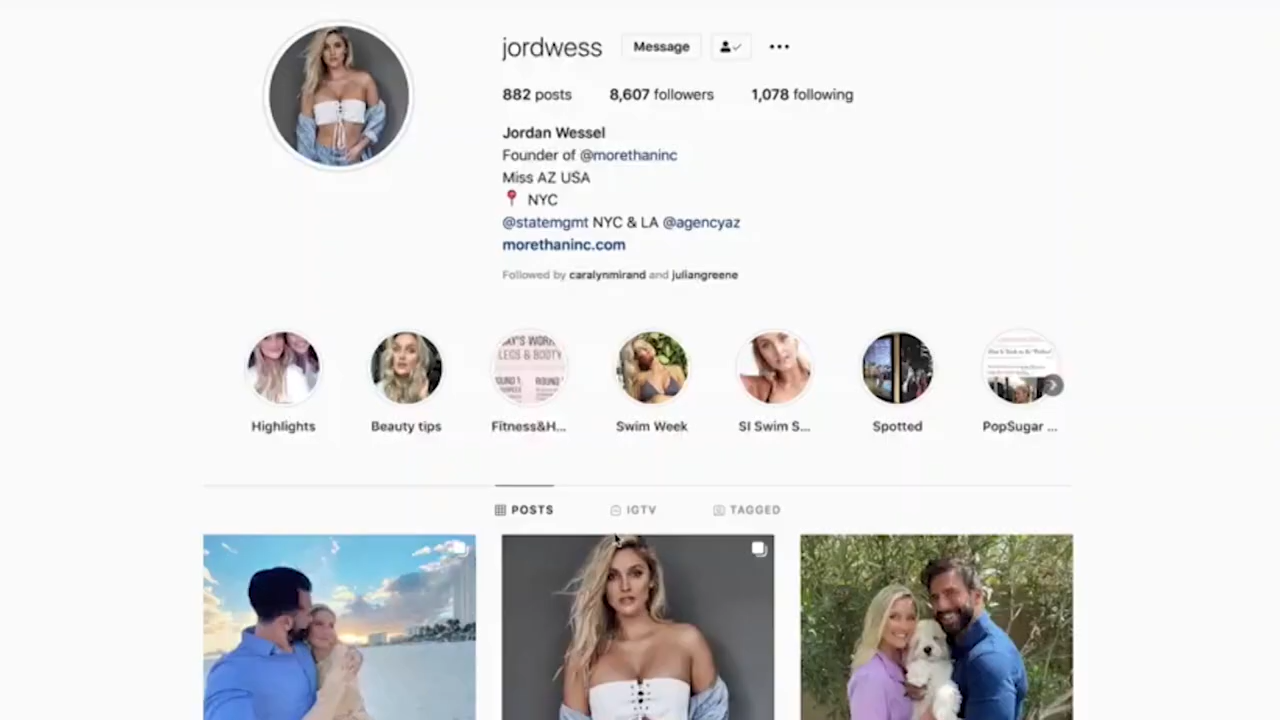 jordwess Message
882 posts 8,607 followers 1,078 following
Jordan Wessel
Founder of @morethaninc
Miss AZ USA
📍 NYC
@statemgmt NYC & LA @agencyaz
morethaninc.com
Followed by caralynmirand and juliangreene
LEGS & BOOTY
Highlights Beauty tips Fitness&H... Swim Week SI Swim S... Spotted PopSugar ...
POSTS IGTV TAGGED